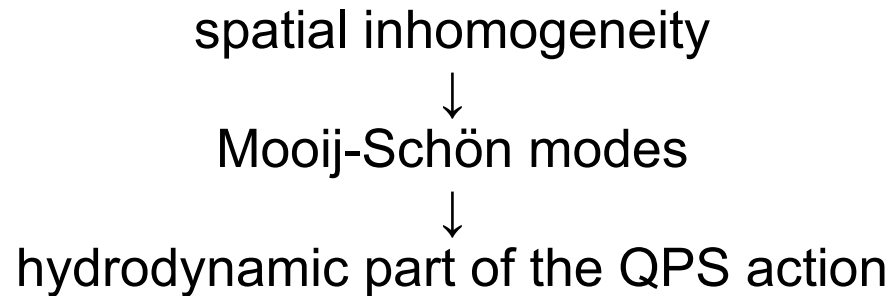 spatial inhomogeneity
↓
Mooij-Schön modes
↓
hydrodynamic part of the QPS action